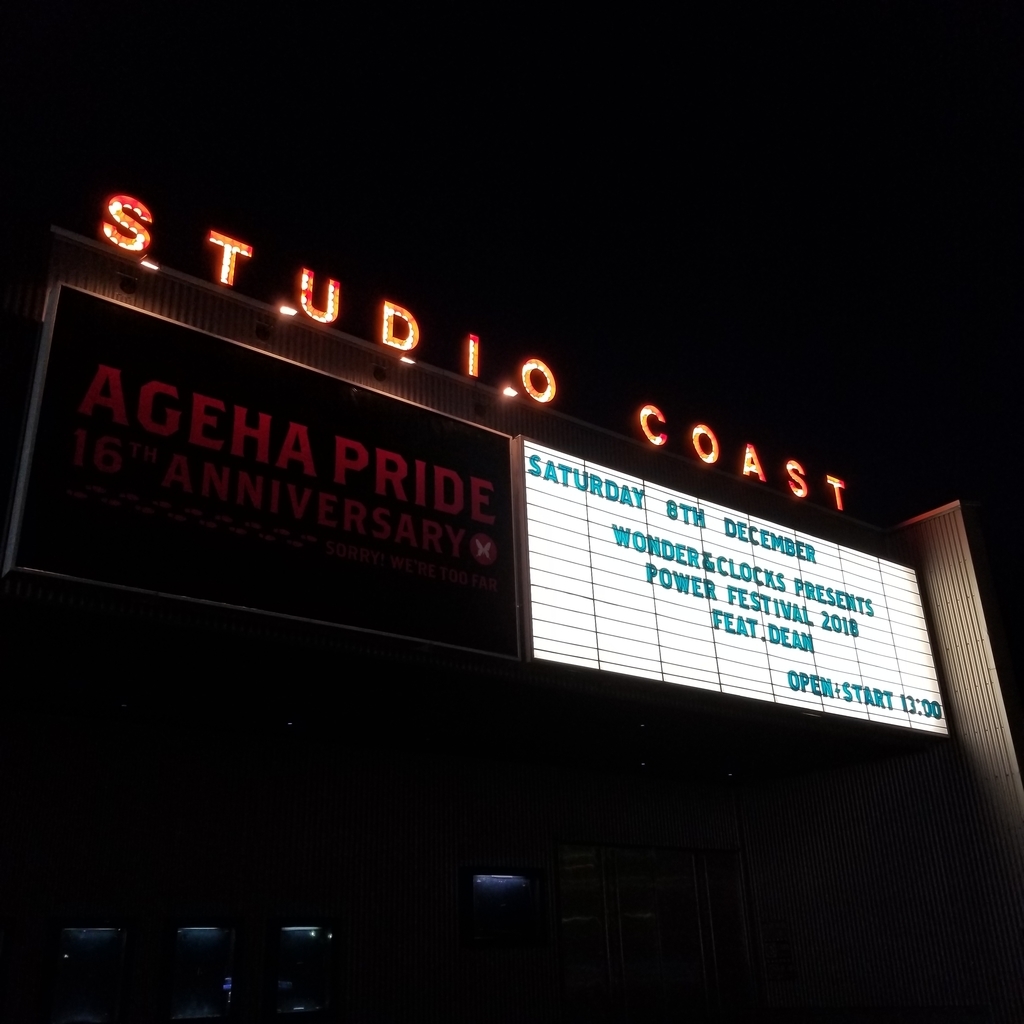 STUDIO COAST
AGEHA PRIDE
16TH ANNIVERSARY
SORRY! WE'RE TOO FAR
SATURDAY 8TH DECEMBER
WONDER&CLOCKS PRESENTS
POWER FESTIVAL 2018
FEAT.DEAN
OPEN+START 13:00